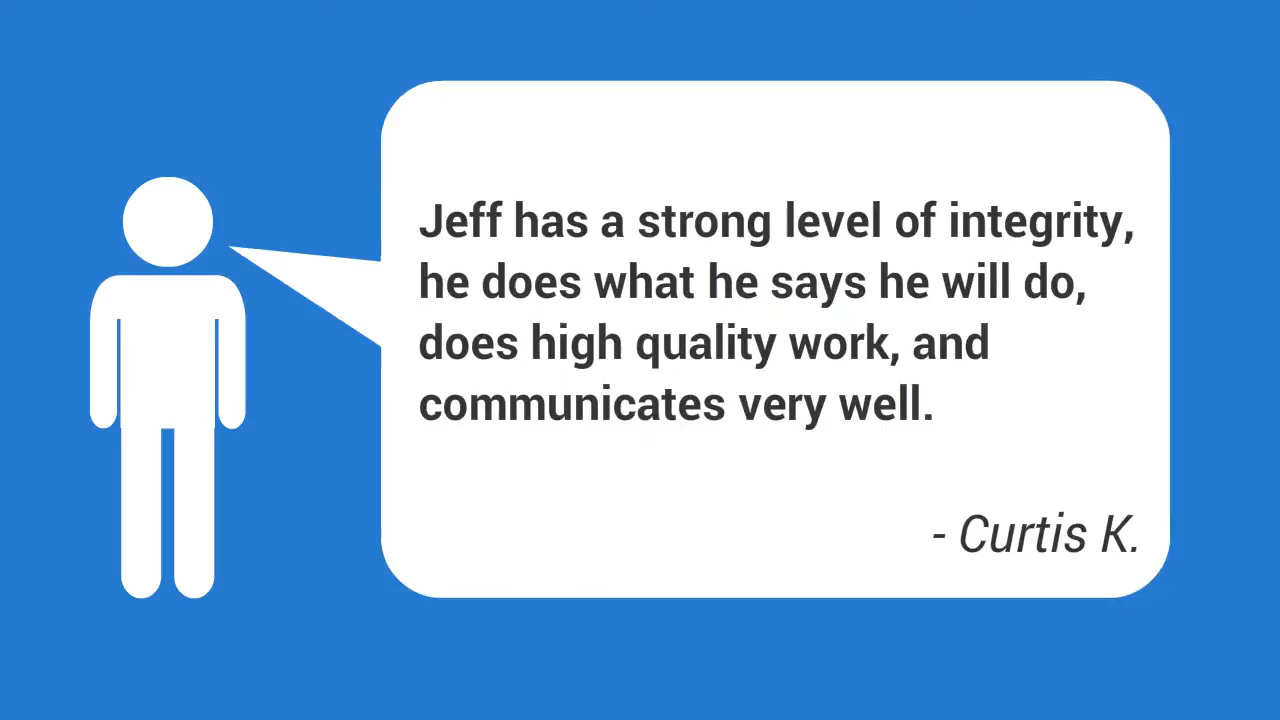 Jeff has a strong level of integrity,
he does what he says he will do,
does high quality work, and
communicates very well.
- Curtis K.